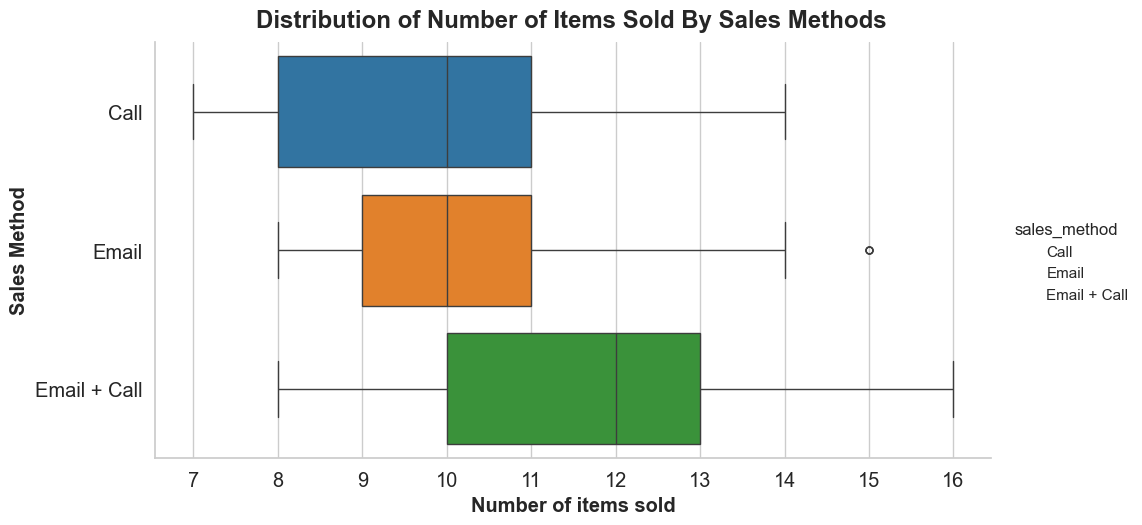 Distribution of Number of Items Sold By Sales Methods
Sales Method
Call
Email
Email + Call
7 8 9 10 11 12 13 14 15 16
Number of items sold
sales_method
Call
Email
Email + Call